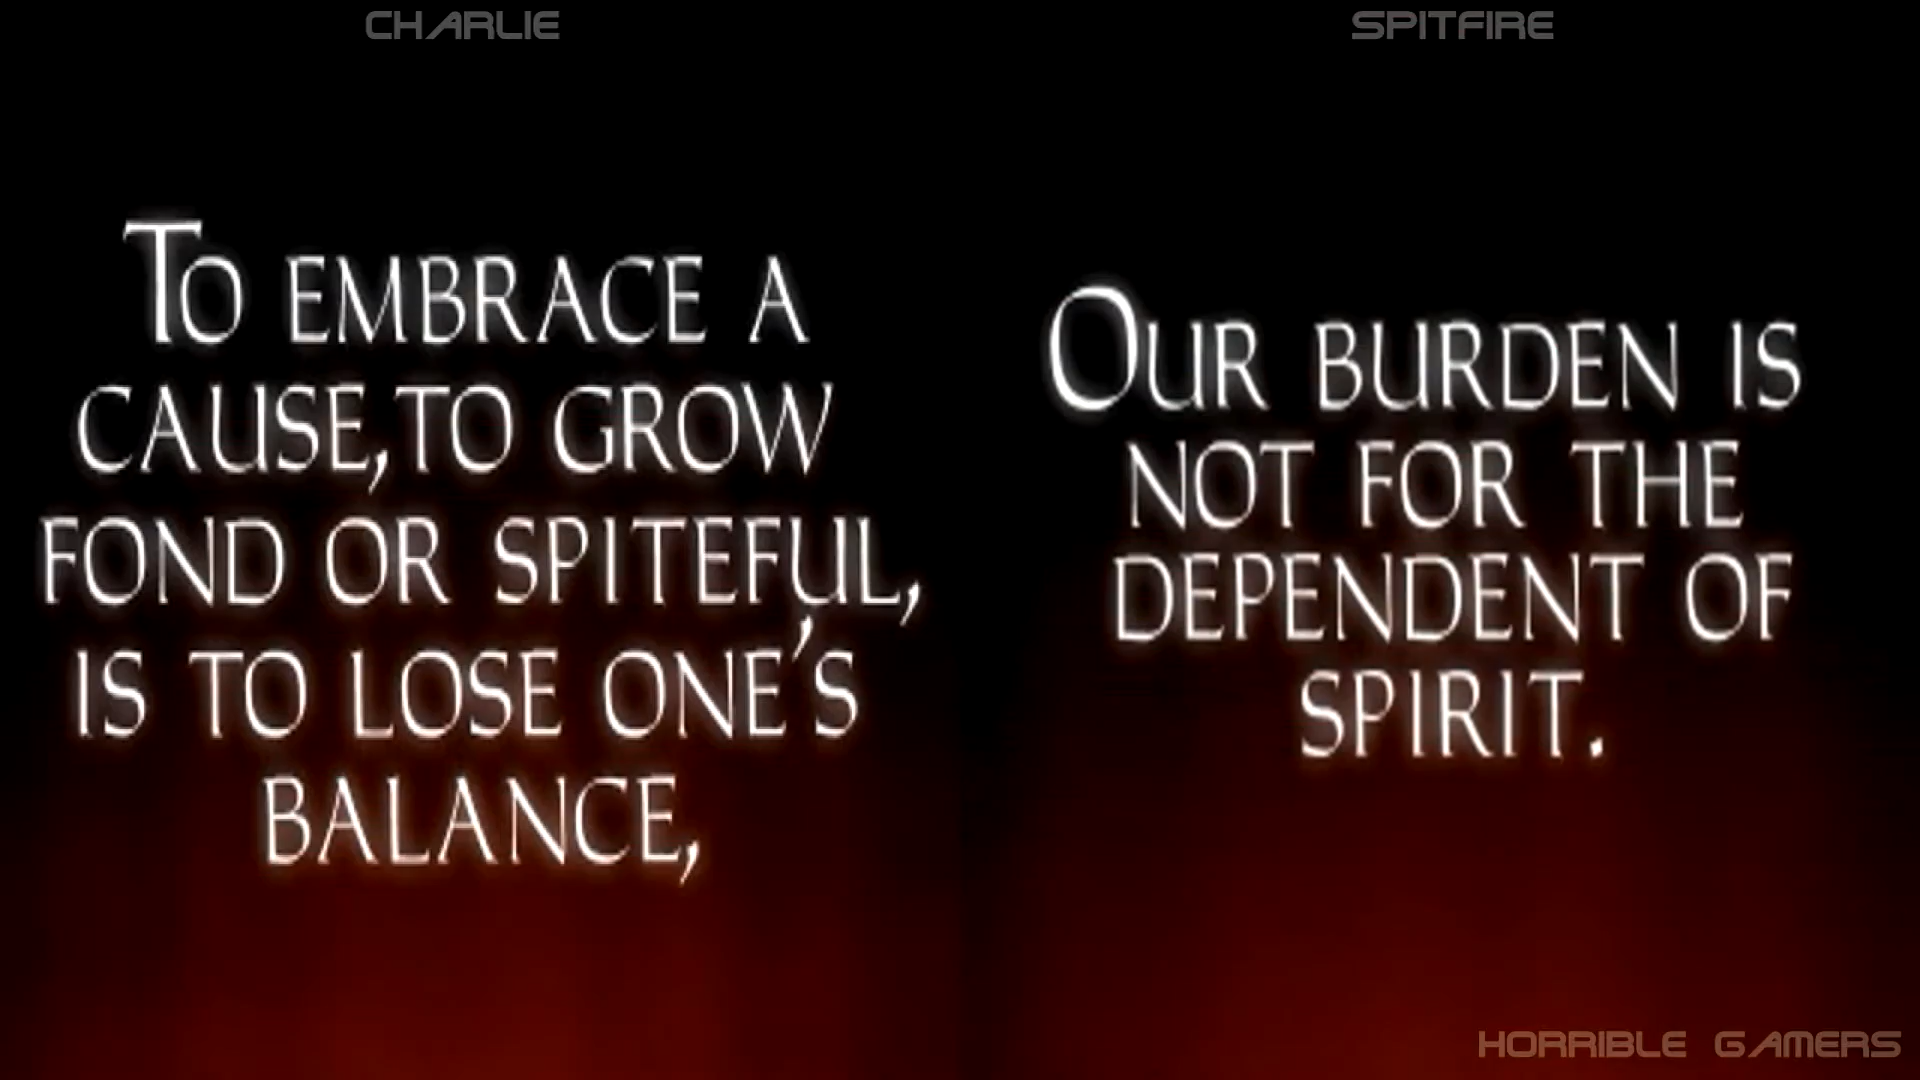 CHARLIE
SPITFIRE
TO EMBRACE A
CAUSE,TO GROW
FOND OR SPITEFUL,
IS TO LOSE ONE'S
BALANCE,
OUR BURDEN IS
NOT FOR THE
DEPENDENT OF
SPIRIT.
HORRIBLE GAMERS